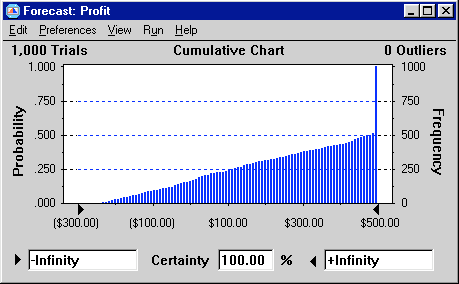 Forecast: Profit
Edit Preferences View Run Help
1,000 Trials Cumulative Chart 0 Outliers
Probability
1.000
.750
.500
.250
.000
1000
750
500
250
0
Frequency
($300.00) ($100.00) $100.00 $300.00 $500.00
-Infinity Certainty 100.00 % +Infinity